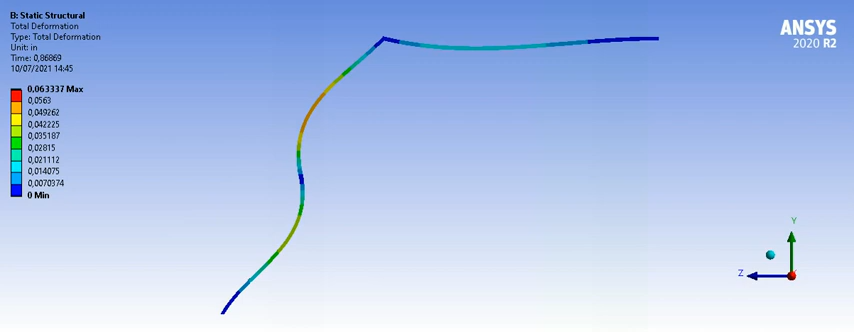 B: Static Structural
Total Deformation
Type: Total Deformation
Unit: in
Time: 0,86869
10/07/2021 14:45
0,063337 Max
0,0563
0,049262
0,042225
0,035187
0,02815
0,021112
0,014075
0,0070374
0 Min
ANSYS
2020 R2
Y
Z